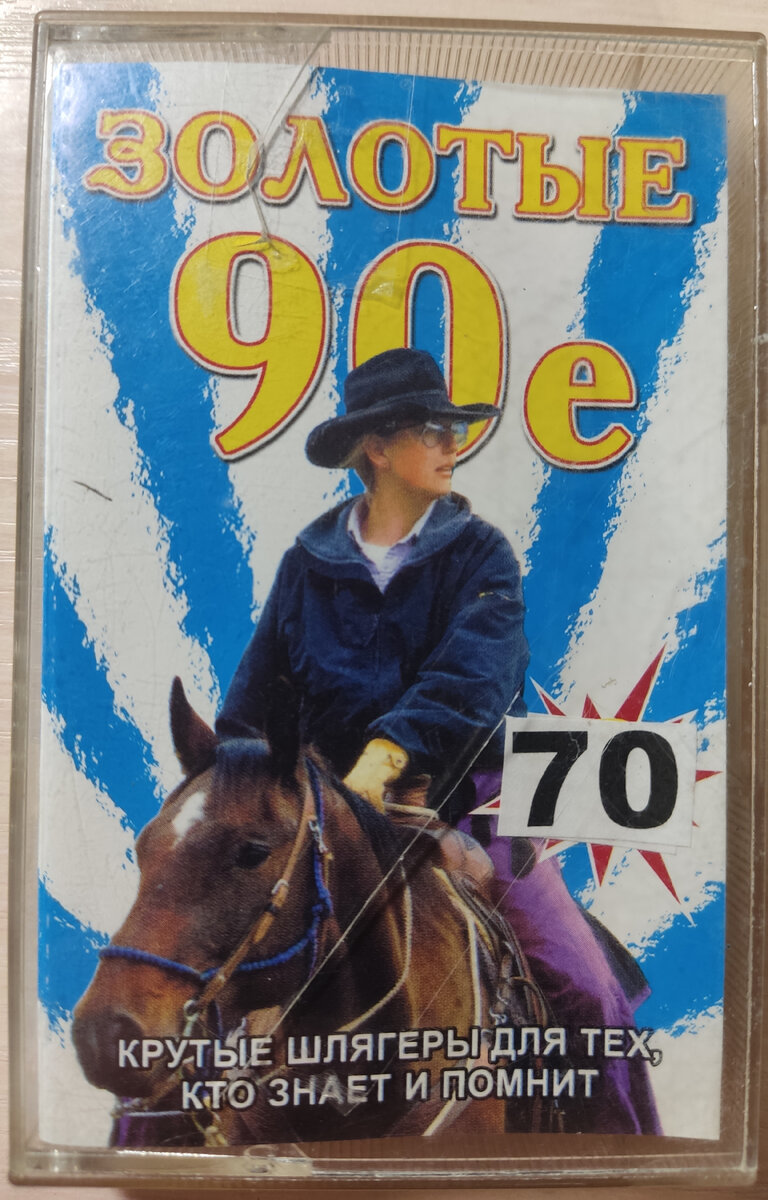 ЗОЛОТЫЕ
90е
70
КРУТЫЕ ШЛЯГЕРЫ ДЛЯ ТЕХ,
КТО ЗНАЕТ И ПОМНИТ